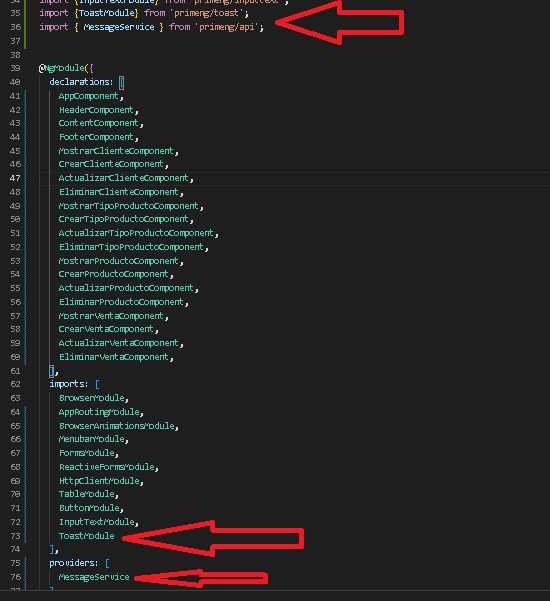 34 import {InputTextModule} from 'primeng/inputtext';
35 import {ToastModule} from 'primeng/toast';
36 import { MessageService } from 'primeng/api';
37
38
39 @NgModule({
40 declarations: [
41 AppComponent,
42 HeaderComponent,
43 ContentComponent,
44 FooterComponent,
45 MostrarClienteComponent,
46 CrearClienteComponent,
47 ActualizarClienteComponent,
48 EliminarClienteComponent,
49 MostrarTipoProductoComponent,
50 CrearTipoProductoComponent,
51 ActualizarTipoProductoComponent,
52 EliminarTipoProductoComponent,
53 MostrarProductoComponent,
54 CrearProductoComponent,
55 ActualizarProductoComponent,
56 EliminarProductoComponent,
57 MostrarVentaComponent,
58 CrearVentaComponent,
59 ActualizarVentaComponent,
60 EliminarVentaComponent,
61 ],
62 imports: [
63 BrowserModule,
64 AppRoutingModule,
65 BrowserAnimationsModule,
66 MenubarModule,
67 FormsModule,
68 ReactiveFormsModule,
69 HttpClientModule,
70 TableModule,
71 ButtonModule,
72 InputTextModule,
73 ToastModule
74 ],
75 providers: [
76 MessageService